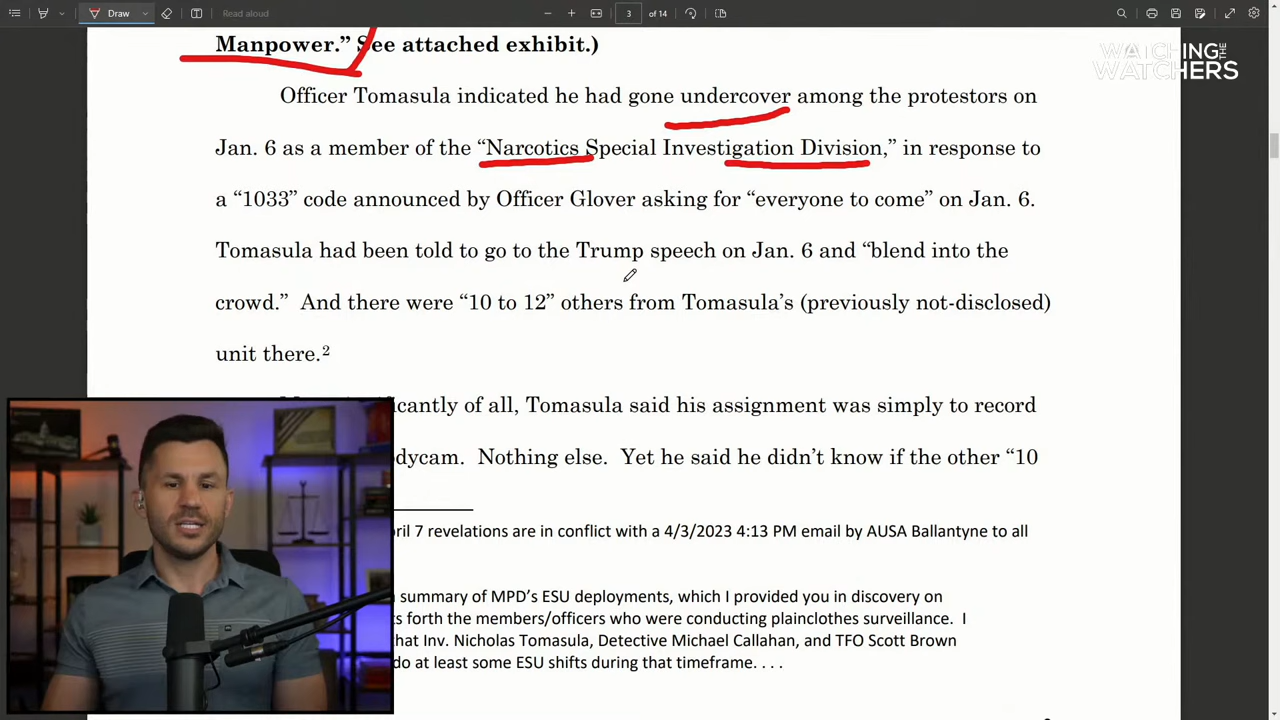 Draw
Read aloud
3
of 14
WATCHING
THE
WATCHERS
Manpower.” See attached exhibit.)
Officer Tomasula indicated he had gone undercover among the protestors on
Jan. 6 as a member of the “Narcotics Special Investigation Division,” in response to
a “1033” code announced by Officer Glover asking for “everyone to come” on Jan. 6.
Tomasula had been told to go to the Trump speech on Jan. 6 and “blend into the
crowd.”  And there were “10 to 12” others from Tomasula’s (previously not-disclosed)
unit there.²
of all, Tomasula said his assignment was simply to record
Nothing else.  Yet he said he didn’t know if the other “10
revelations are in conflict with a 4/3/2023 4:13 PM email by AUSA Ballantyne to all
summary of MPD’s ESU deployments, which I provided you in discovery on
forth the members/officers who were conducting plainclothes surveillance.  I
that Inv. Nicholas Tomasula, Detective Michael Callahan, and TFO Scott Brown
do at least some ESU shifts during that timeframe. . . .